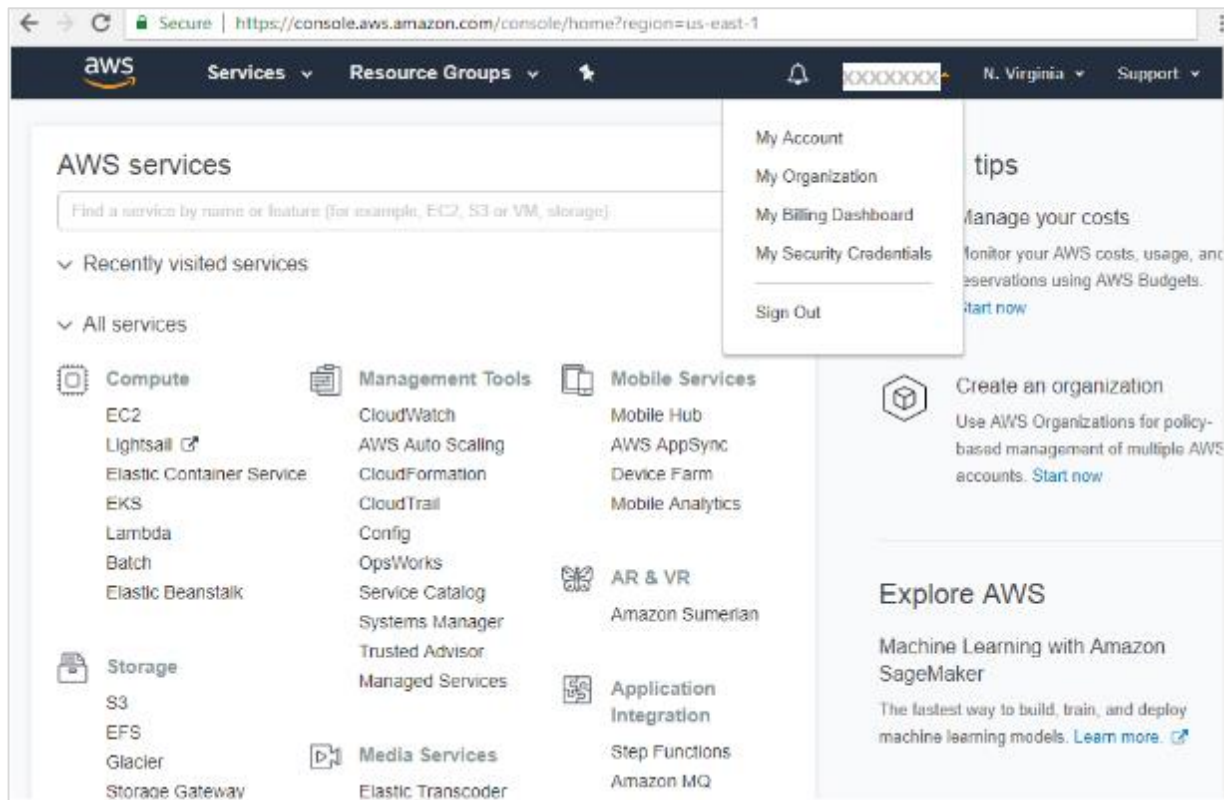 Secure | https://console.aws.amazon.com/console/home?region=us-east-1
aws Services Resource Groups XXXXXXX N. Virginia Support
My Account
My Organization
My Billing Dashboard
My Security Credentials
Sign Out
AWS services
Find a service by name or feature (for example, EC2, S3 or VM, storage)
Recently visited services
All services
Compute
EC2
Lightsail
Elastic Container Service
EKS
Lambda
Batch
Elastic Beanstalk
Storage
S3
EFS
Glacier
Storage Gateway
Management Tools
CloudWatch
AWS Auto Scaling
CloudFormation
CloudTrail
Config
OpsWorks
Service Catalog
Systems Manager
Trusted Advisor
Managed Services
Media Services
Elastic Transcoder
Mobile Services
Mobile Hub
AWS AppSync
Device Farm
Mobile Analytics
AR & VR
Amazon Sumerian
Application
Integration
Step Functions
Amazon MQ
tips
anage your costs
onitor your AWS costs, usage, and
eservations using AWS Budgets.
Start now
Create an organization
Use AWS Organizations for policy-
based management of multiple AWS
accounts. Start now
Explore AWS
Machine Learning with Amazon
SageMaker
The fastest way to build, train, and deploy
machine learning models. Learn more.